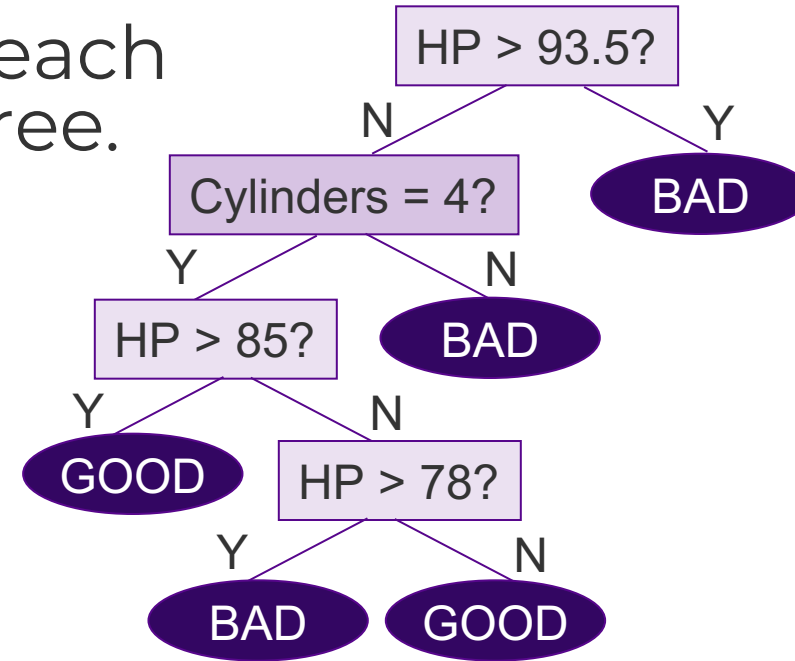 each
ree.
HP > 93.5?
N
Y
Cylinders = 4?
BAD
Y
N
HP > 85?
BAD
Y
N
GOOD
HP > 78?
Y
N
BAD
GOOD